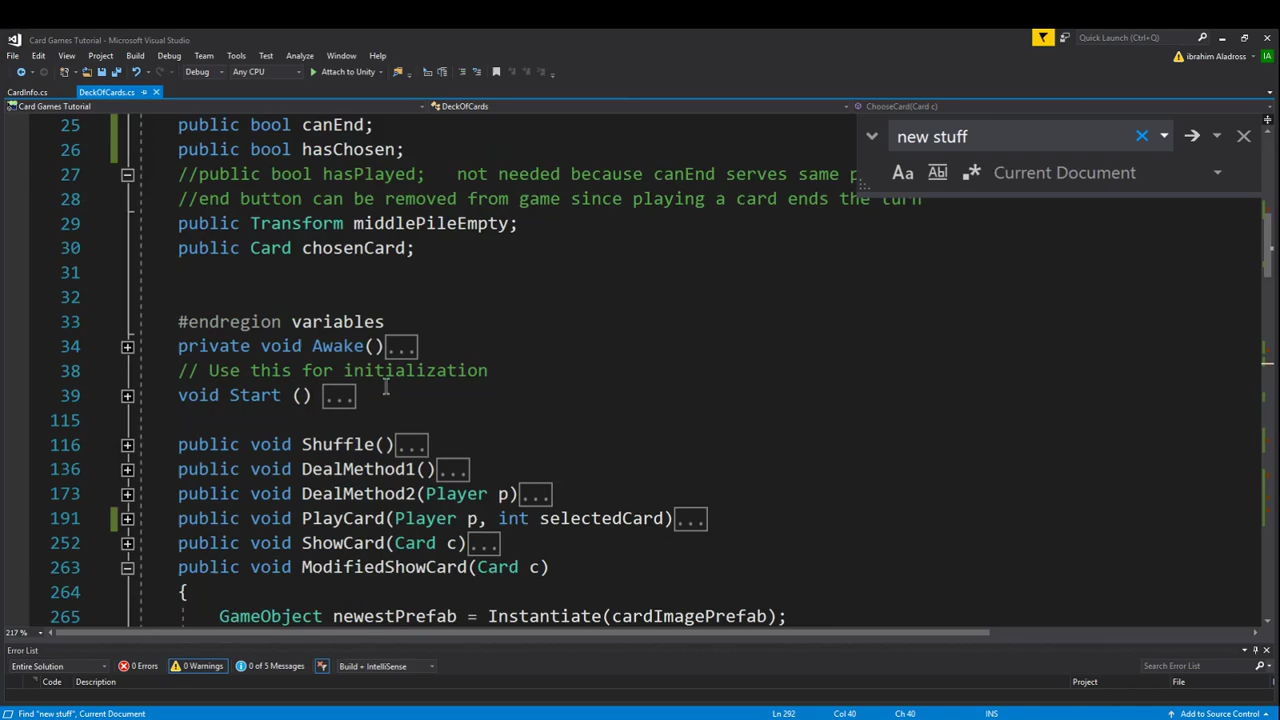 Card Games Tutorial - Microsoft Visual Studio
Quick Launch (Ctrl+Q)
File Edit View Project Build Debug Team Tools Test Analyze Window Help
ibrahim Aladross IA
Debug Any CPU Attach to Unity
CardInfo.cs DeckOfCards.cs
Card Games Tutorial DeckOfCards ChooseCard(Card c)
new stuff
Aa Abl .* Current Document
25 public bool canEnd;
26 public bool hasChosen;
27 //public bool hasPlayed; not needed because canEnd serves same p
28 //end button can be removed from game since playing a card ends the turn
29 public Transform middlePileEmpty;
30 public Card chosenCard;
31
32
33 #endregion variables
34 private void Awake()...
38 // Use this for initialization
39 void Start () ...
115
116 public void Shuffle()...
136 public void DealMethod1()...
173 public void DealMethod2(Player p)...
191 public void PlayCard(Player p, int selectedCard)...
252 public void ShowCard(Card c)...
263 public void ModifiedShowCard(Card c)
264 {
265 GameObject newestPrefab = Instantiate(cardImagePrefab);
217 %
Error List
Entire Solution 0 Errors 0 Warnings 0 of 5 Messages Build + IntelliSense Search Error List
Code Description Project File
Find "new stuff", Current Document Ln 292 Col 40 Ch 40 INS Add to Source Control